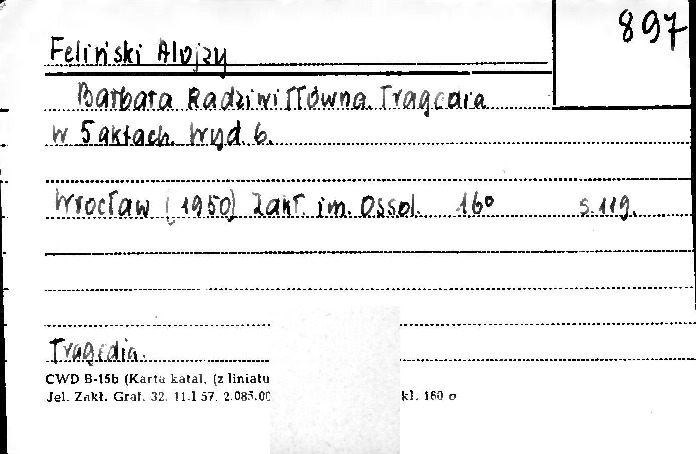 897
Feliński Alojzy
Barbara Radziwiłłówna. Tragedia
w 5 aktach. Wyd. 6.
Wrocław [1950] Zakł. im. Ossol. 16° s. 119.
Tragedia.
CWD B-15b (Karta katal. (z liniatu
Jel. Zakł. Graf. 32. 11.I 57. 2.085.00 kl. 160 g